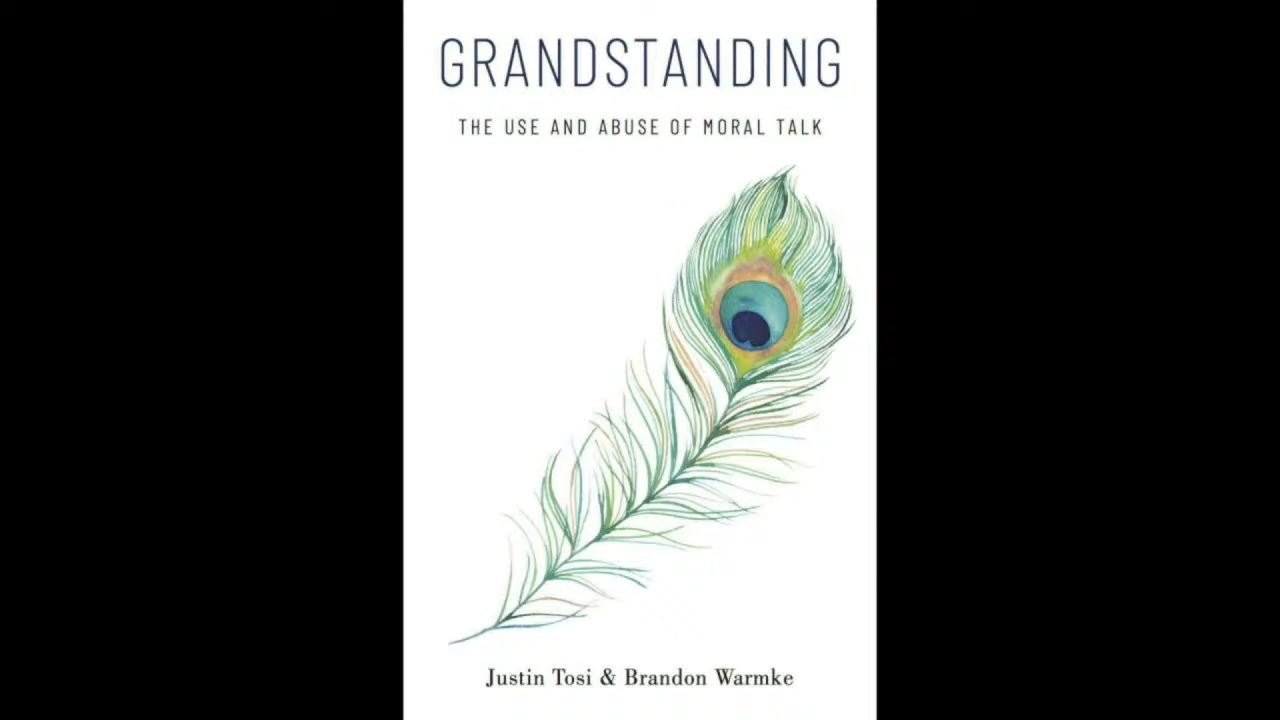 GRANDSTANDING
THE USE AND ABUSE OF MORAL TALK
Justin Tosi & Brandon Warmke